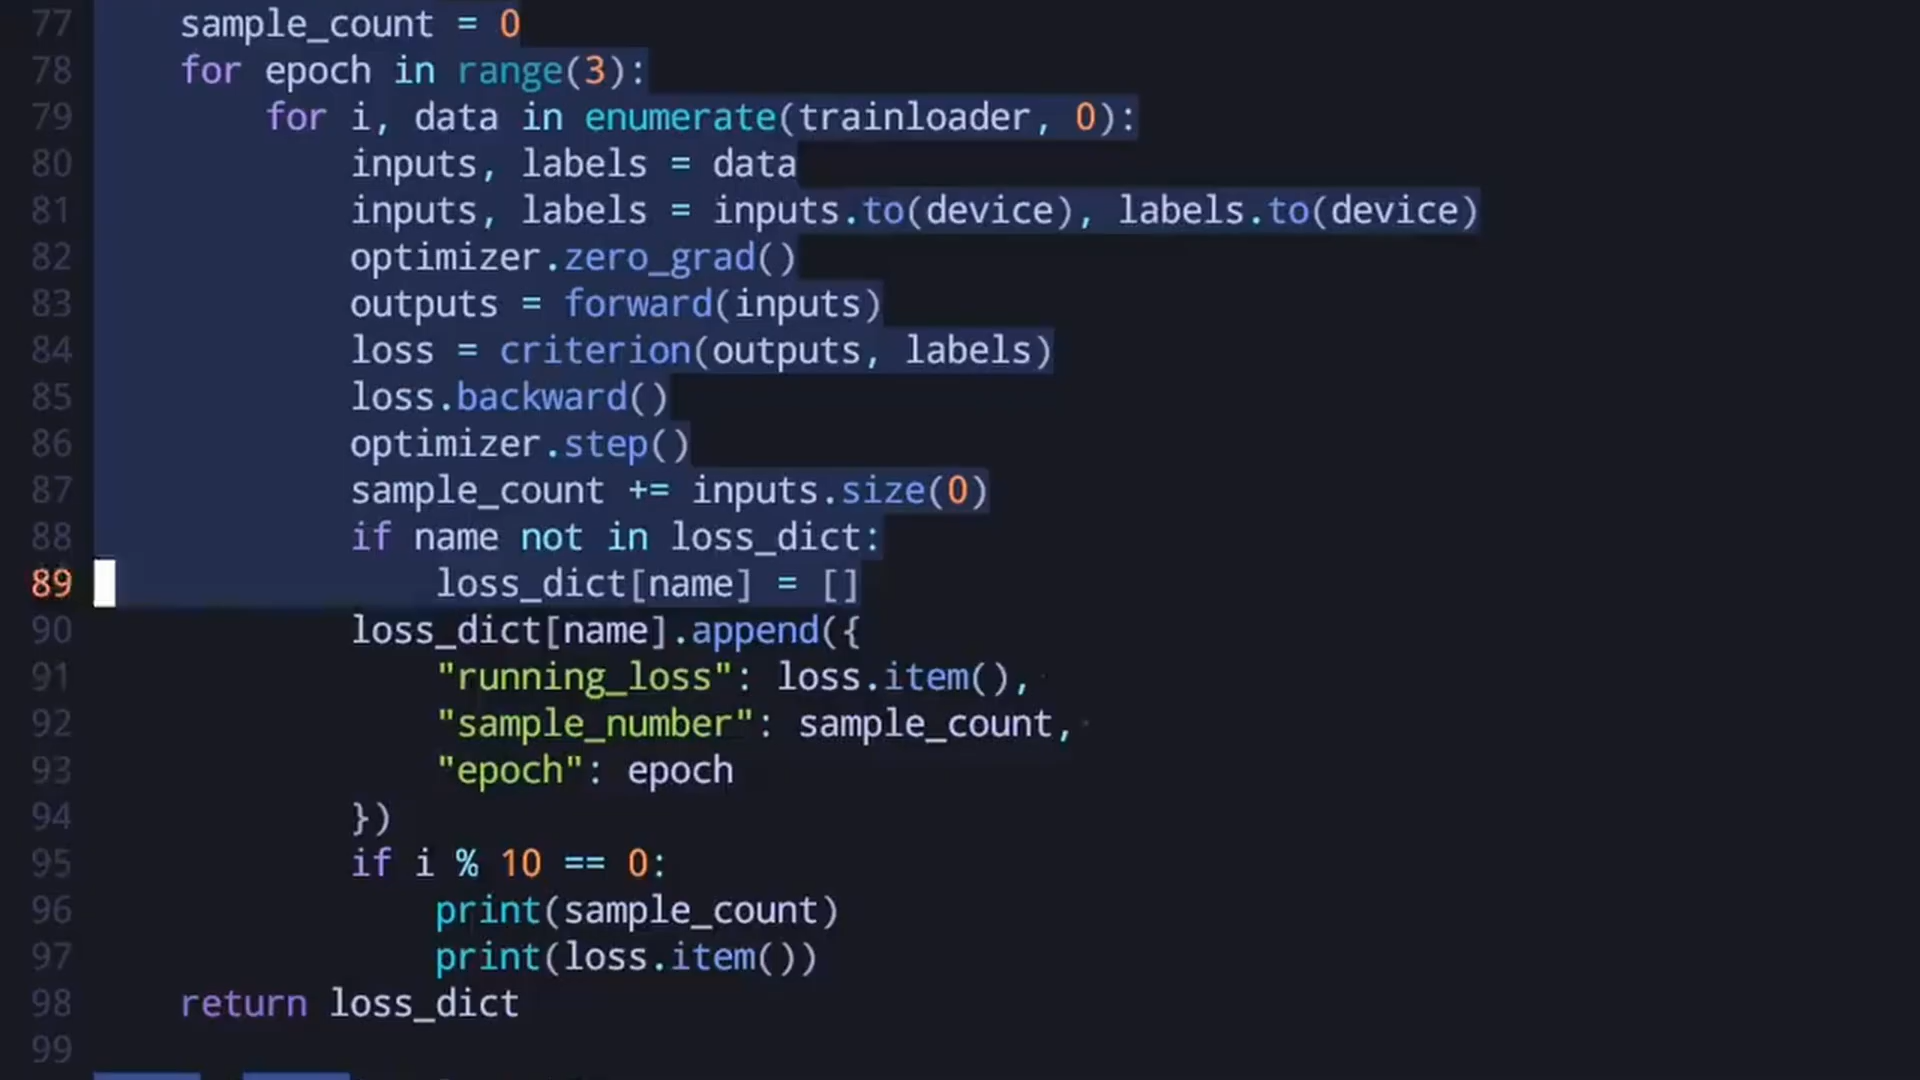 77 sample_count = 0
78 for epoch in range(3):
79 for i, data in enumerate(trainloader, 0):
80 inputs, labels = data
81 inputs, labels = inputs.to(device), labels.to(device)
82 optimizer.zero_grad()
83 outputs = forward(inputs)
84 loss = criterion(outputs, labels)
85 loss.backward()
86 optimizer.step()
87 sample_count += inputs.size(0)
88 if name not in loss_dict:
89 loss_dict[name] = []
90 loss_dict[name].append({
91 "running_loss": loss.item(),
92 "sample_number": sample_count,
93 "epoch": epoch
94 })
95 if i % 10 == 0:
96 print(sample_count)
97 print(loss.item())
98 return loss_dict
99